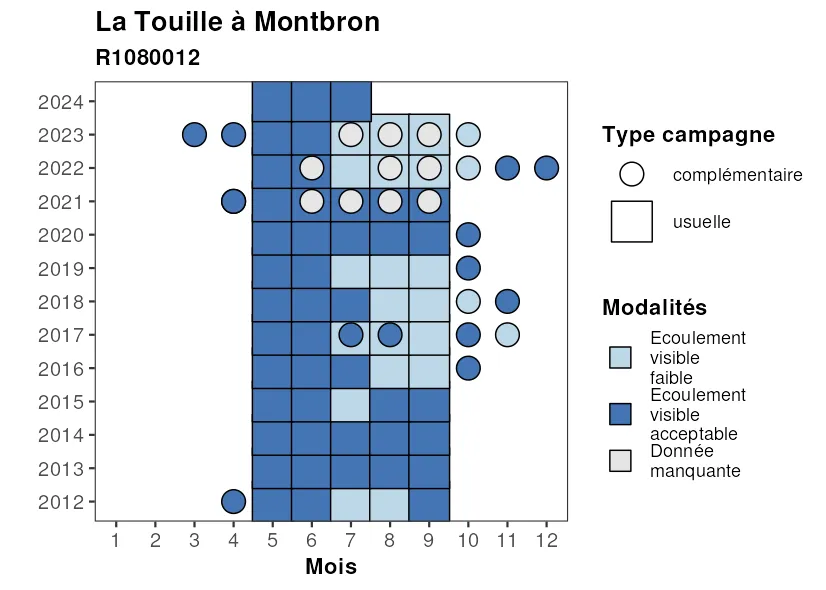 La Touille à Montbron
R1080012
2024
2023
2022
2021
2020
2019
2018
2017
2016
2015
2014
2013
2012
1 2 3 4 5 6 7 8 9 10 11 12
Mois
Type campagne
complémentaire
usuelle
Modalités
Ecoulement
visible
faible
Ecoulement
visible
acceptable
Donnée
manquante